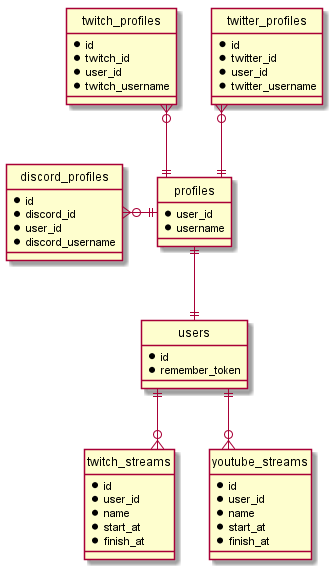 twitch_profiles
id
twitch_id
user_id
twitch_username
twitter_profiles
id
twitter_id
user_id
twitter_username
discord_profiles
id
discord_id
user_id
discord_username
profiles
user_id
username
users
id
remember_token
twitch_streams
id
user_id
name
start_at
finish_at
youtube_streams
id
user_id
name
start_at
finish_at